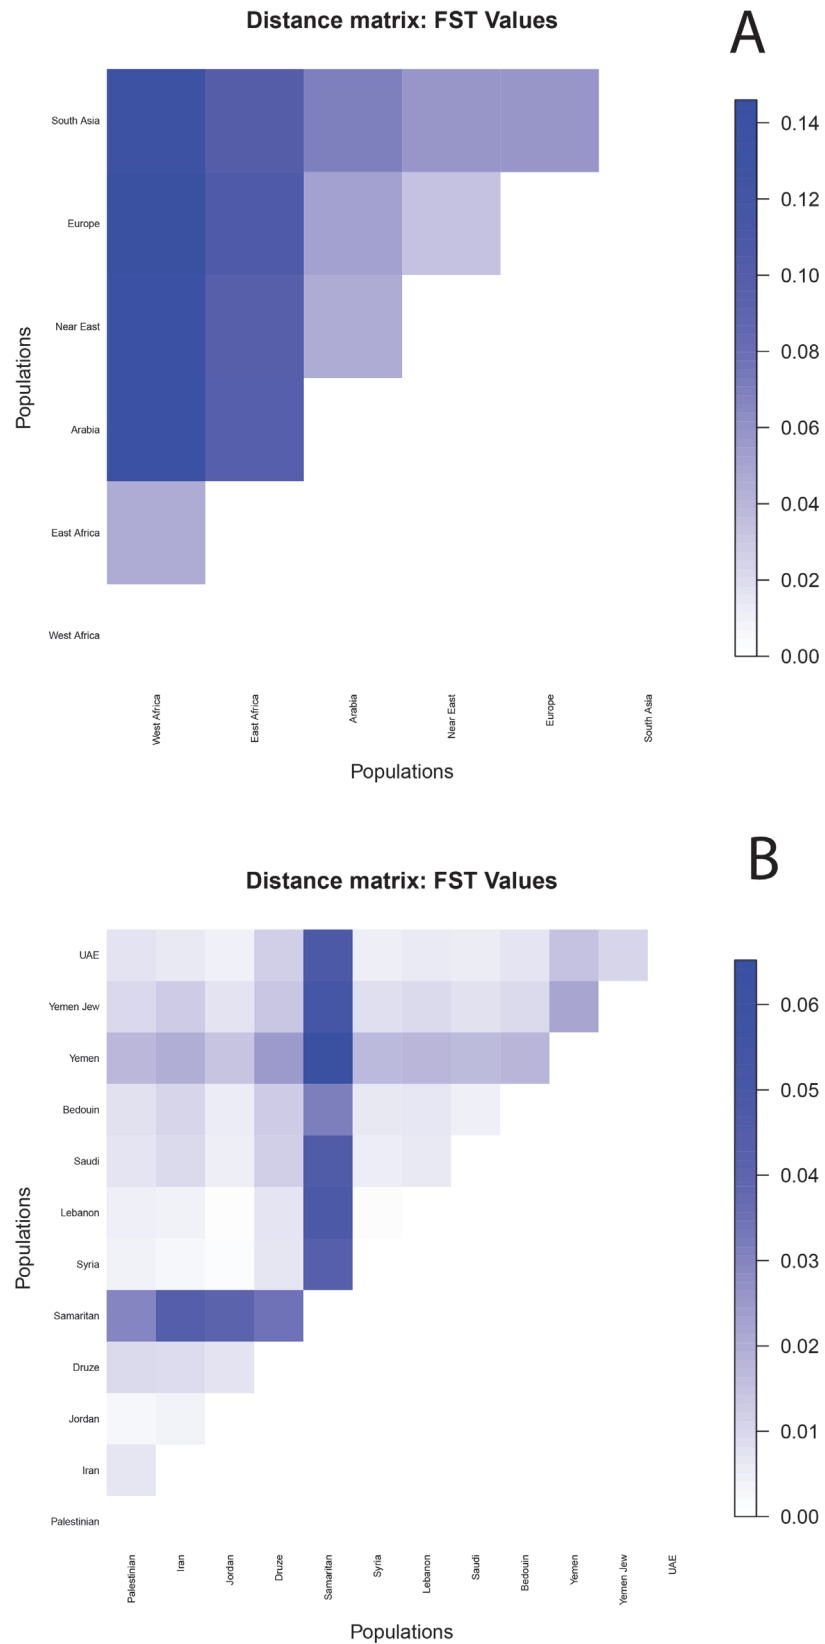 Distance matrix: FST Values
A
Populations
South Asia
Europe
Near East
Arabia
East Africa
West Africa
0.14
0.12
0.10
0.08
0.06
0.04
0.02
0.00
West Africa
East Africa
Arabia
Near East
Europe
South Asia
Populations
Distance matrix: FST Values
B
Populations
UAE
Yemen Jew
Yemen
Bedouin
Saudi
Lebanon
Syria
Samaritan
Druze
Jordan
Iran
Palestinian
0.06
0.05
0.04
0.03
0.02
0.01
0.00
Palestinian
Iran
Jordan
Druze
Samaritan
Syria
Lebanon
Saudi
Bedouin
Yemen
Yemen Jew
UAE
Populations